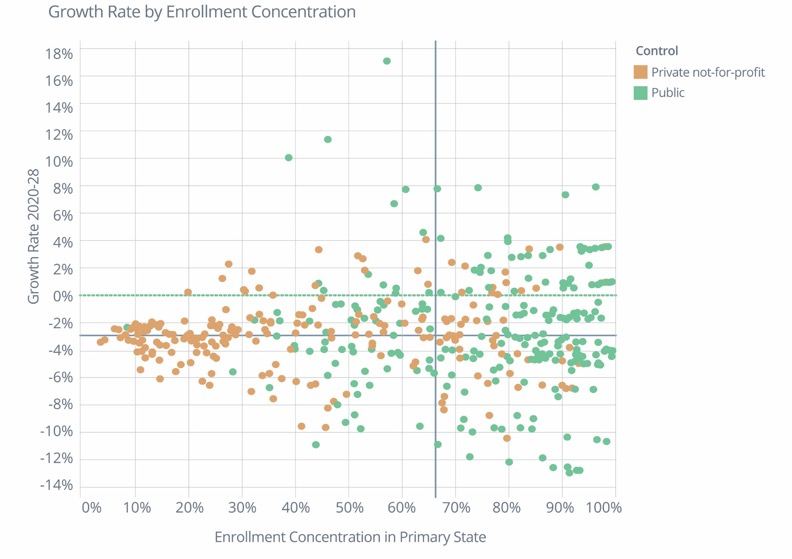 Growth Rate by Enrollment Concentration
Control
Private not-for-profit
Public
Growth Rate 2020-28
18%
16%
14%
12%
10%
8%
6%
4%
2%
0%
-2%
-4%
-6%
-8%
-10%
-12%
-14%
0% 10% 20% 30% 40% 50% 60% 70% 80% 90% 100%
Enrollment Concentration in Primary State